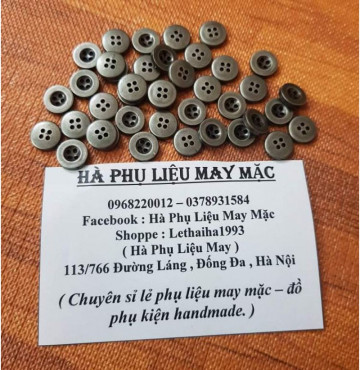 HÀ PHỤ LIỆU MAY MẶC
0968220012 – 0378931584
Facebook : Hà Phụ Liệu May Mặc
Shoppe : Lethaiha1993
( Hà Phụ Liệu May )
113/766 Đường Láng , Đống Đa , Hà Nội
( Chuyên sỉ lẻ phụ liệu may mặc – đồ
phụ kiện handmade. )